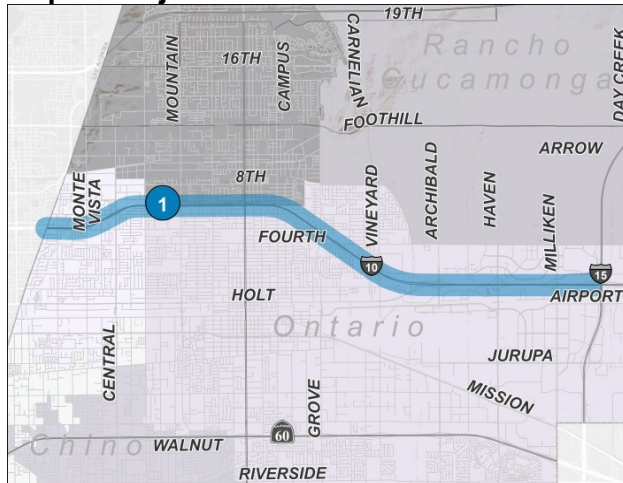 19TH
Rancho
Cucamonga
MOUNTAIN
16TH
CAMPUS
CARNELIAN
DAY CREEK
FOOTHILL
ARROW
8TH
MONTE
VISTA
1
VINEYARD
ARCHIBALD
HAVEN
MILLIKEN
FOURTH
10
15
HOLT
AIRPORT
Ontario
CENTRAL
JURUPA
GROVE
MISSION
Chino
WALNUT
60
RIVERSIDE